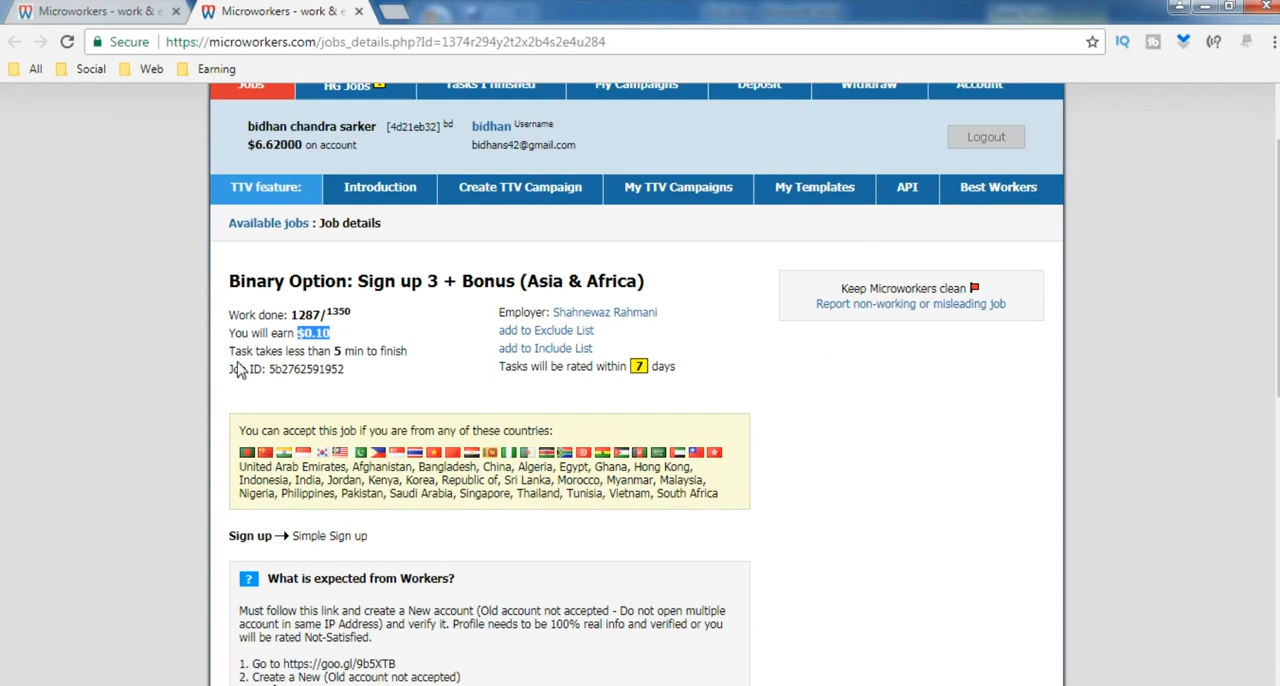 Microworkers - work & e
Microworkers - work & e
Secure https://microworkers.com/jobs_details.php?Id=1374r294y2t2x2b4s2e4u284
All Social Web Earning
Jobs HG Jobs Tasks I finished My Campaigns Deposit Withdraw Account
bidhan chandra sarker [4d21eb32] bd bidhan Username
$6.62000 on account bidhans42@gmail.com
Logout
TTV feature: Introduction Create TTV Campaign My TTV Campaigns My Templates API Best Workers
Available jobs : Job details
Binary Option: Sign up 3 + Bonus (Asia & Africa)
Work done: 1287/1350
You will earn $0.10
Task takes less than 5 min to finish
Job ID: 5b2762591952
Employer: Shahnewaz Rahmani
add to Exclude List
add to Include List
Tasks will be rated within 7 days
Keep Microworkers clean
Report non-working or misleading job
You can accept this job if you are from any of these countries:
United Arab Emirates, Afghanistan, Bangladesh, China, Algeria, Egypt, Ghana, Hong Kong,
Indonesia, India, Jordan, Kenya, Korea, Republic of, Sri Lanka, Morocco, Myanmar, Malaysia,
Nigeria, Philippines, Pakistan, Saudi Arabia, Singapore, Thailand, Tunisia, Vietnam, South Africa
Sign up → Simple Sign up
? What is expected from Workers?
Must follow this link and create a New account (Old account not accepted - Do not open multiple
account in same IP Address) and verify it. Profile needs to be 100% real info and verified or you
will be rated Not-Satisfied.
1. Go to https://goo.gl/9b5XTB
2. Create a New (Old account not accepted)